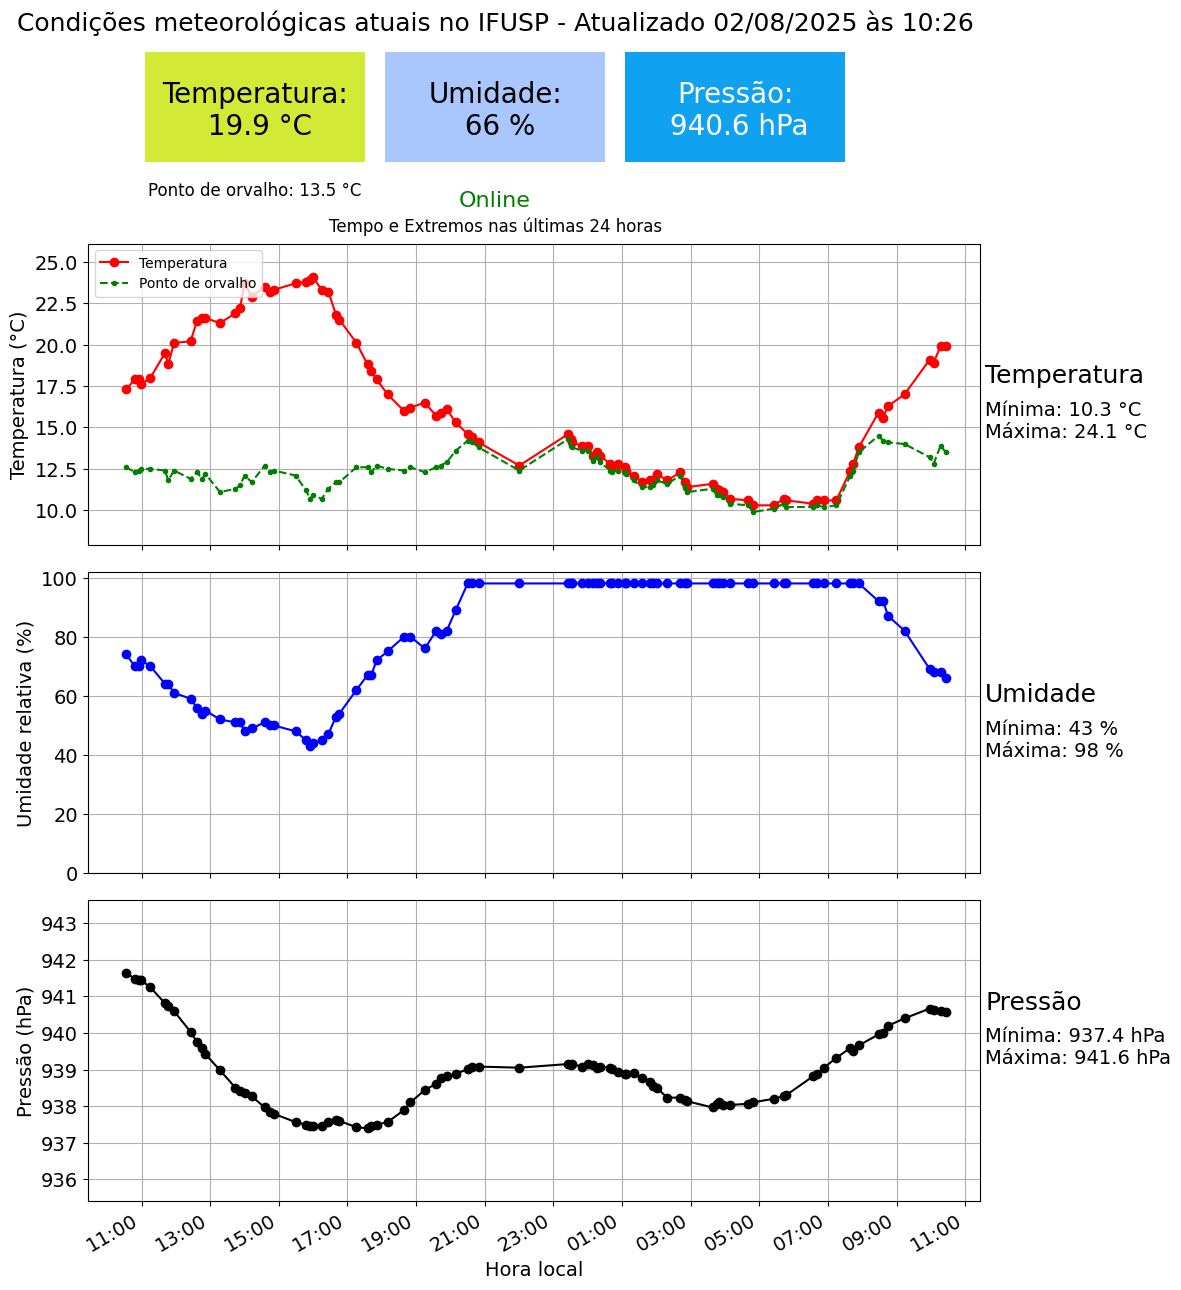 Condições meteorológicas atuais no IFUSP - Atualizado 02/08/2025 às 10:26
Temperatura:
19.9 °C
Umidade:
66 %
Pressão:
940.6 hPa
Ponto de orvalho: 13.5 °C
Online
Tempo e Extremos nas últimas 24 horas
Temperatura
Ponto de orvalho
Temperatura (°C)
25.0
22.5
20.0
17.5
15.0
12.5
10.0
Temperatura
Mínima: 10.3 °C
Máxima: 24.1 °C
Umidade relativa (%)
100
80
60
40
20
0
Umidade
Mínima: 43 %
Máxima: 98 %
Pressão (hPa)
943
942
941
940
939
938
937
936
Pressão
Mínima: 937.4 hPa
Máxima: 941.6 hPa
11:00
13:00
15:00
17:00
19:00
21:00
23:00
01:00
03:00
05:00
07:00
09:00
11:00
Hora local